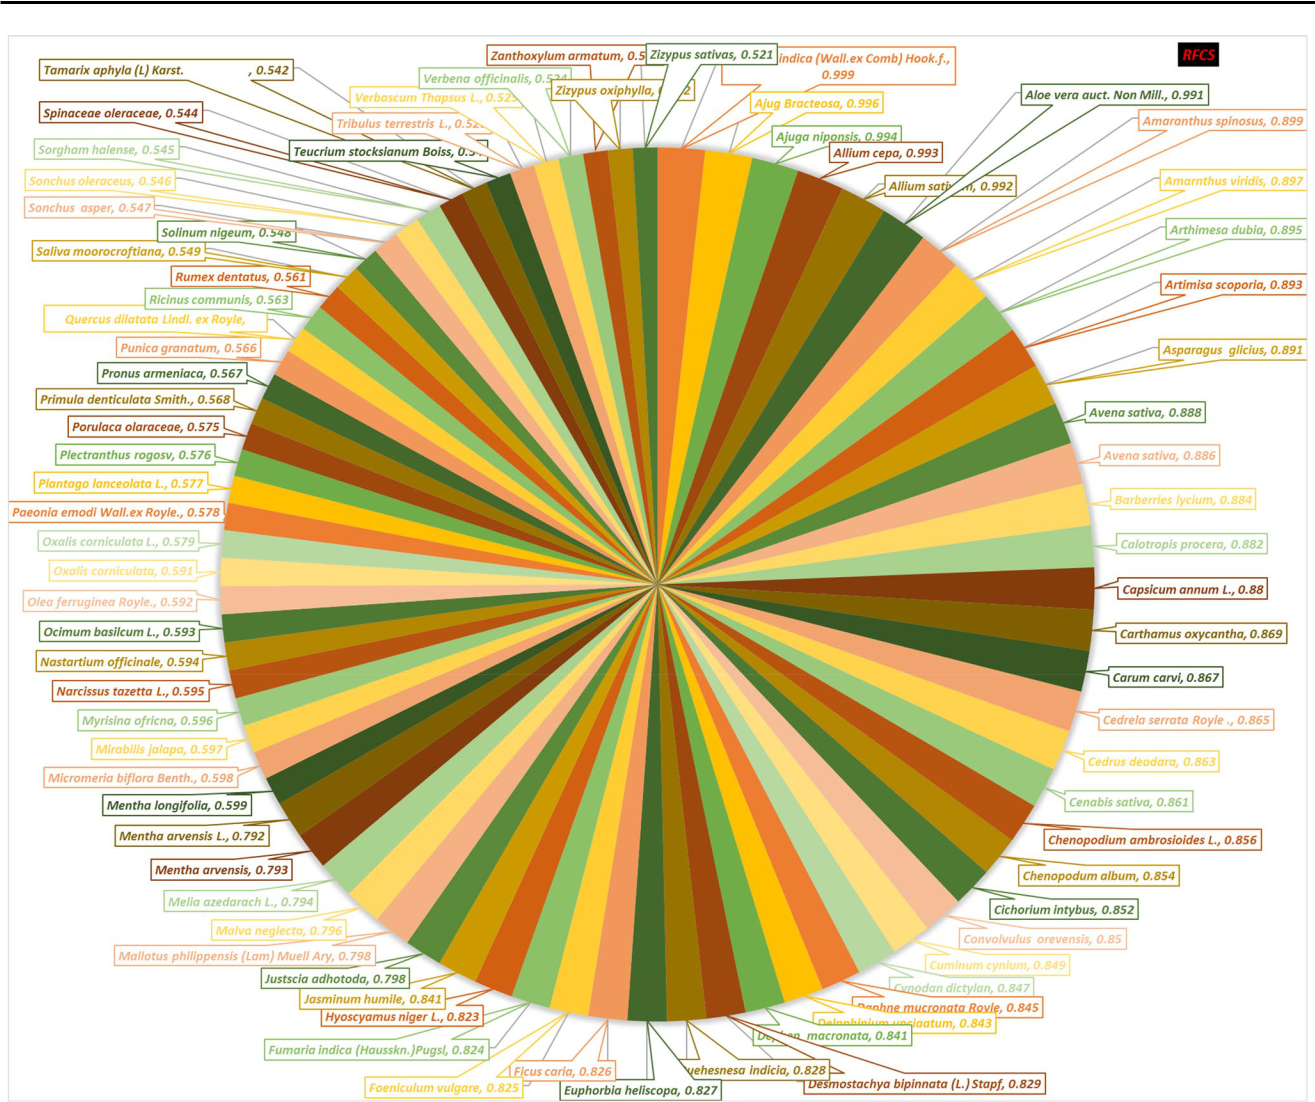 RFCS
indica (Wall.ex Comb) Hook.f.,
0.999
Ajug Bracteosa, 0.996
Ajuga niponsis, 0.994
Allium cepa, 0.993
Allium 0.992
Aloe vera auct. Non Mill., 0.991
Amaranthus spinosus, 0.899
Amarnthus viridis, 0.897
Arthimesa dubia, 0.895
Artimisa scoporia, 0.893
Asparagus glicius, 0.891
Avena sativa, 0.888
Avena sativa, 0.886
Barberries lycium, 0.884
Calotropis procera, 0.882
Capsicum annum L., 0.88
Carthamus oxycantha, 0.869
Carum carvi, 0.867
Cedrela serrata Royle ., 0.865
Cedrus deodara, 0.863
Cenabis sativa, 0.861
Chenopodium ambrosioides L., 0.856
Chenopodum album, 0.854
Cichorium intybus, 0.852
Convolvulus orevensis, 0.85
Cuminum cynium, 0.849
Cynodan dictylan, 0.847
Daphne mucronata Royle, 0.845
0.843
macronata, 0.841
Desmostachya bipinnata (L.) Stapf, 0.829
indicia, 0.828
Euphorbia heliscopa, 0.827
Ficus caria, 0.826
Foeniculum vulgare, 0.825
Fumaria indica (Hausskn.)Pugsl, 0.824
Hyoscyamus niger L., 0.823
Jasminum humile, 0.841
Justscia adhotoda, 0.798
Mallotus philippensis (Lam) Muell Ary, 0.798
Malva neglecta, 0.796
Melia azedarach L., 0.794
Mentha arvensis, 0.793
Mentha arvensis L., 0.792
Mentha longifolia, 0.599
Micromeria biflora Benth., 0.598
Mirabilis jalapa, 0.597
Myrisina ofricna, 0.596
Narcissus tazetta L., 0.595
Nastartium officinale, 0.594
Ocimum basilcum L., 0.593
Olea ferruginea Royle., 0.592
Oxalis corniculata, 0.591
Oxalis corniculata L., 0.579
Paeonia emodi Wall.ex Royle., 0.578
Plantago lanceolata L., 0.577
Plectranthus rogosv, 0.576
Porulaca olaraceae, 0.575
Primula denticulata Smith., 0.568
Pronus armeniaca, 0.567
Punica granatum, 0.566
Quercus dilatata Lindl. ex Royle,
Ricinus communis, 0.563
Rumex dentatus, 0.561
Saliva moorocroftiana, 0.549
Solinum nigeum, 0.548
Sonchus asper, 0.547
Sonchus oleraceus, 0.546
Sorgham halense, 0.545
Spinaceae oleraceae, 0.544
Tamarix aphyla (L) Karst. , 0.542
Teucrium stocksianum Boiss,
Tribulus terrestris L.,
Verbascum Thapsus L.,
Verbena officinalis, 0.524
Zanthoxylum armatum,
Zizypus oxiphylla,
Zizypus sativas, 0.521